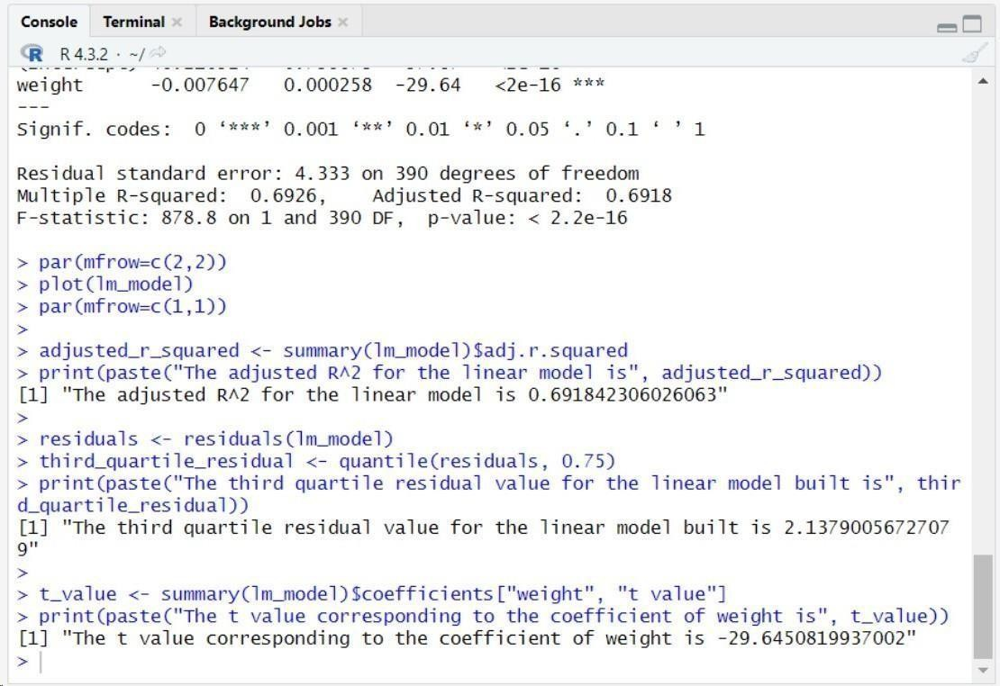 Console Terminal Background Jobs
R R 4.3.2 · ~/
weight -0.007647 0.000258 -29.64 <2e-16 ***
---
Signif. codes: 0 ‘***’ 0.001 ‘**’ 0.01 ‘*’ 0.05 ‘.’ 0.1 ‘ ’ 1
Residual standard error: 4.333 on 390 degrees of freedom
Multiple R-squared: 0.6926, Adjusted R-squared: 0.6918
F-statistic: 878.8 on 1 and 390 DF, p-value: < 2.2e-16
> par(mfrow=c(2,2))
> plot(lm_model)
> par(mfrow=c(1,1))
>
> adjusted_r_squared <- summary(lm_model)$adj.r.squared
> print(paste("The adjusted R^2 for the linear model is", adjusted_r_squared))
[1] "The adjusted R^2 for the linear model is 0.691842306026063"
>
> residuals <- residuals(lm_model)
> third_quartile_residual <- quantile(residuals, 0.75)
> print(paste("The third quartile residual value for the linear model built is", thir
d_quartile_residual))
[1] "The third quartile residual value for the linear model built is 2.1379005672707
9"
>
> t_value <- summary(lm_model)$coefficients["weight", "t value"]
> print(paste("The t value corresponding to the coefficient of weight is", t_value))
[1] "The t value corresponding to the coefficient of weight is -29.6450819937002"
>